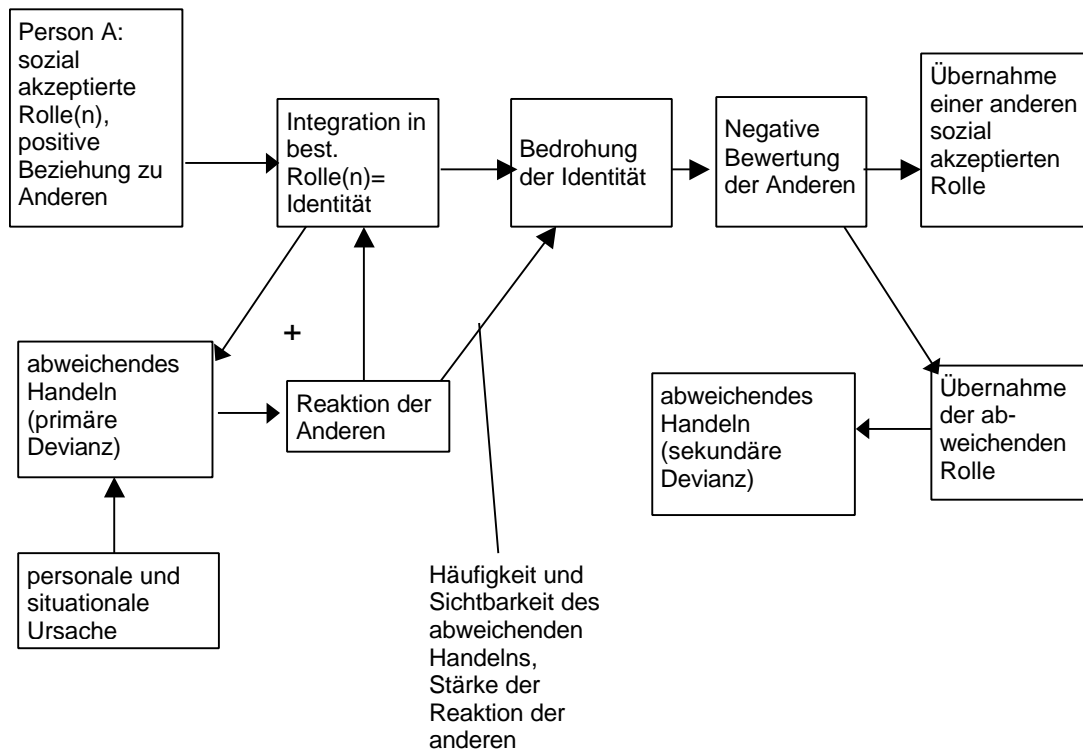 Person A:
sozial
akzeptierte
Rolle(n),
positive
Beziehung zu
Anderen
Integration in
best.
Rolle(n)=
Identität
Bedrohung
der Identität
Negative
Bewertung
der Anderen
Übernahme
einer anderen
sozial
akzeptierten
Rolle
+
abweichendes
Handeln
(primäre
Devianz)
Reaktion der
Anderen
abweichendes
Handeln
(sekundäre
Devianz)
Übernahme
der ab-
weichenden
Rolle
personale und
situationale
Ursache
Häufigkeit und
Sichtbarkeit des
abweichenden
Handelns,
Stärke der
Reaktion der
anderen